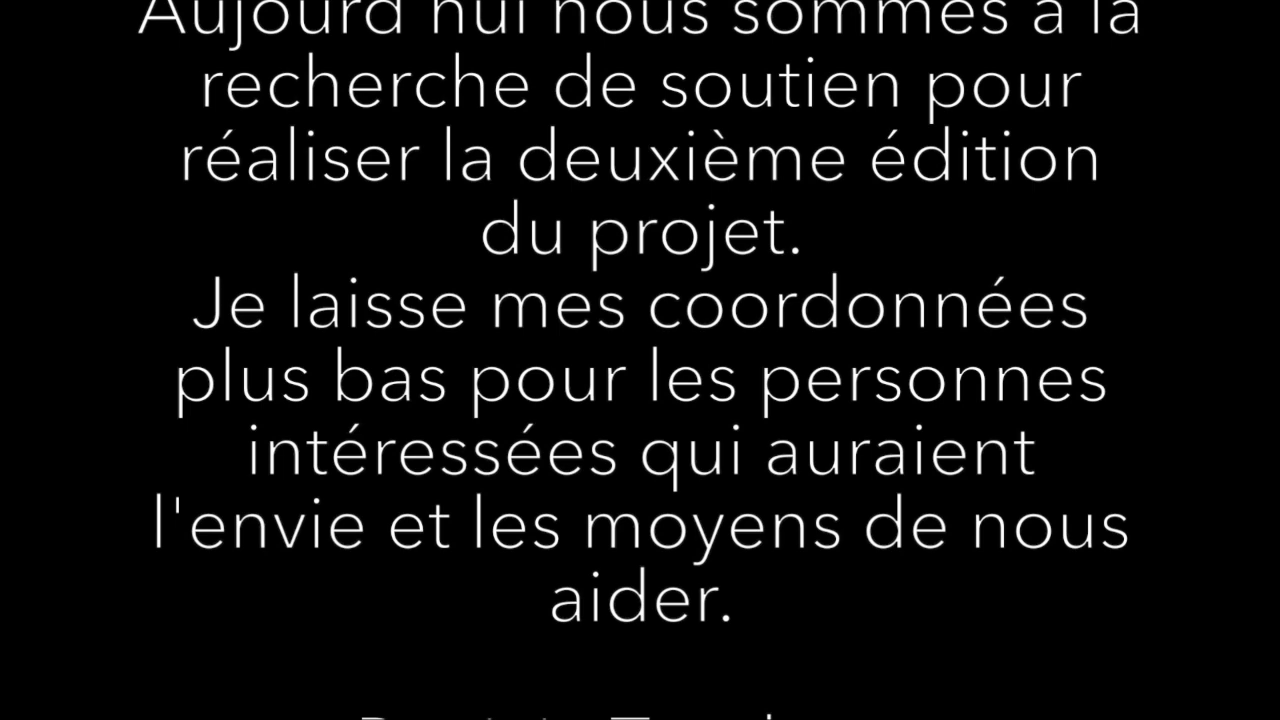 Aujourd'hui nous sommes à la
recherche de soutien pour
réaliser la deuxième édition
du projet.
Je laisse mes coordonnées
plus bas pour les personnes
intéressées qui auraient
l'envie et les moyens de nous
aider.